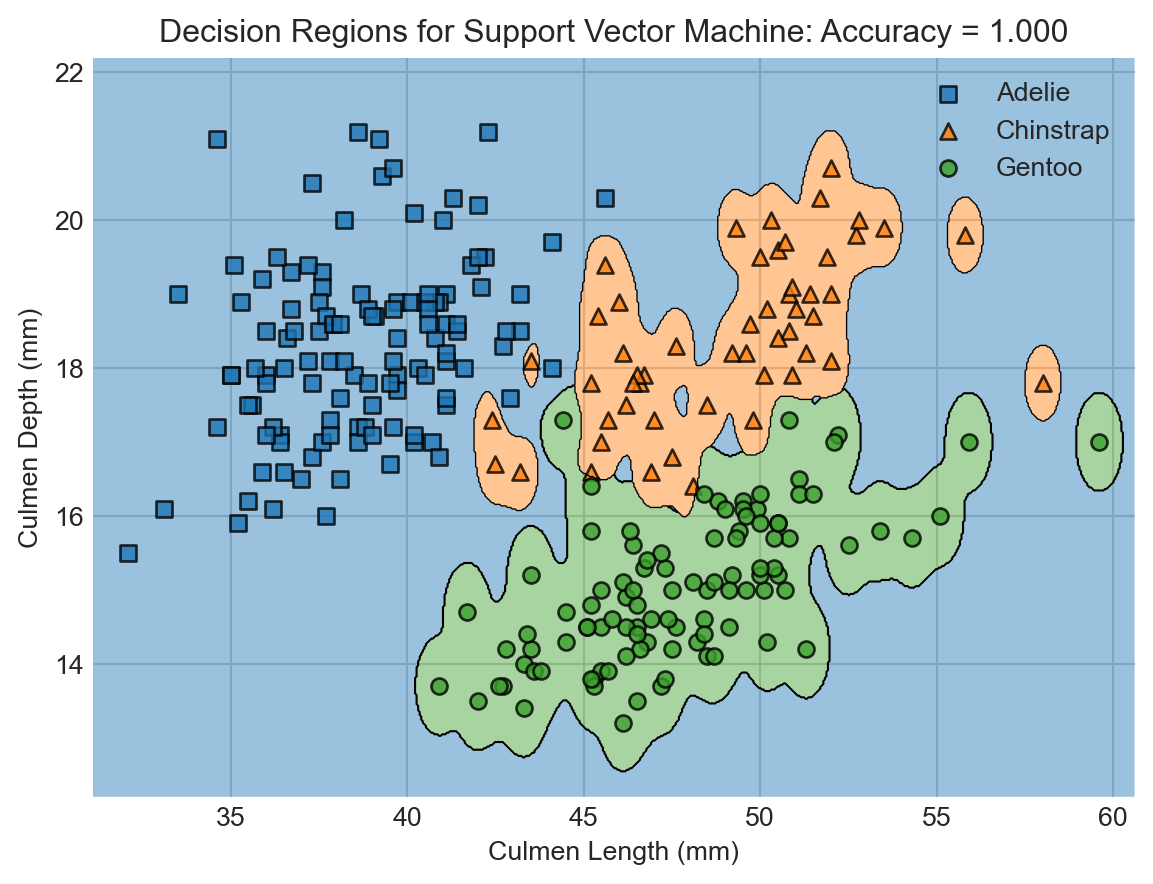 Decision Regions for Support Vector Machine: Accuracy = 1.000
22
20
18
16
14
Culmen Depth (mm)
Adelie
Chinstrap
Gentoo
35 40 45 50 55 60
Culmen Length (mm)